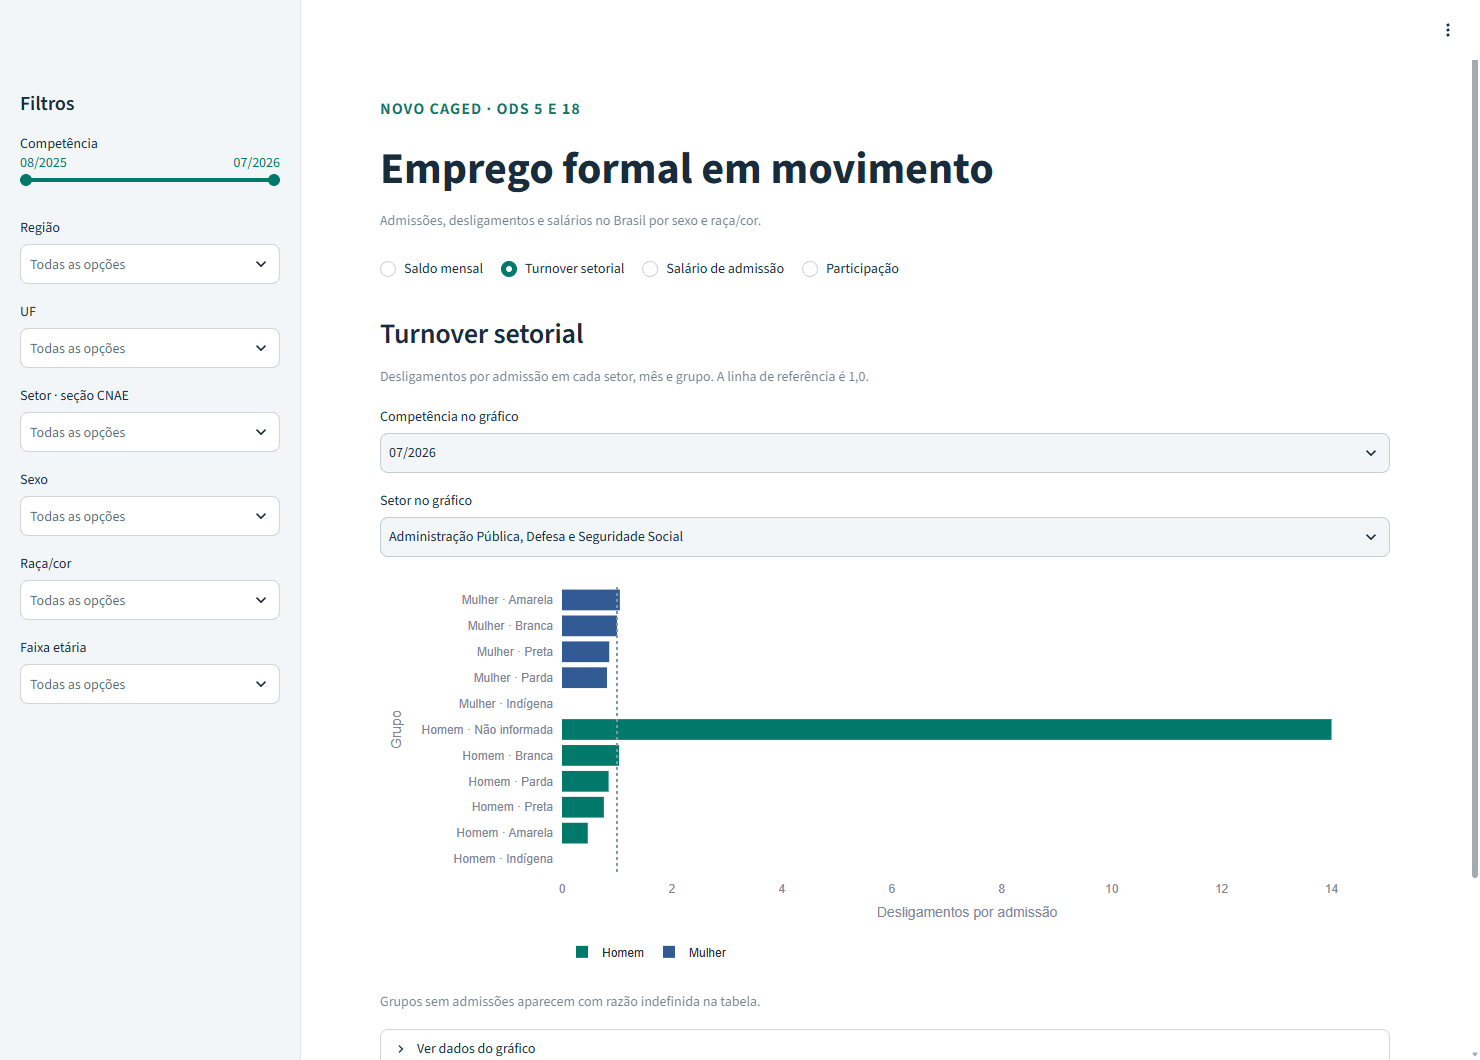 Filtros
Competência
08/2025 07/2026
Região
Todas as opções
UF
Todas as opções
Setor · seção CNAE
Todas as opções
Sexo
Todas as opções
Raça/cor
Todas as opções
Faixa etária
Todas as opções
NOVO CAGED · ODS 5 E 18
Emprego formal em movimento
Admissões, desligamentos e salários no Brasil por sexo e raça/cor.
Saldo mensal Turnover setorial Salário de admissão Participação
Turnover setorial
Desligamentos por admissão em cada setor, mês e grupo. A linha de referência é 1,0.
Competência no gráfico
07/2026
Setor no gráfico
Administração Pública, Defesa e Seguridade Social
Grupo
Mulher · Amarela
Mulher · Branca
Mulher · Preta
Mulher · Parda
Mulher · Indígena
Homem · Não informada
Homem · Branca
Homem · Parda
Homem · Preta
Homem · Amarela
Homem · Indígena
0 2 4 6 8 10 12 14
Desligamentos por admissão
Homem Mulher
Grupos sem admissões aparecem com razão indefinida na tabela.
Ver dados do gráfico